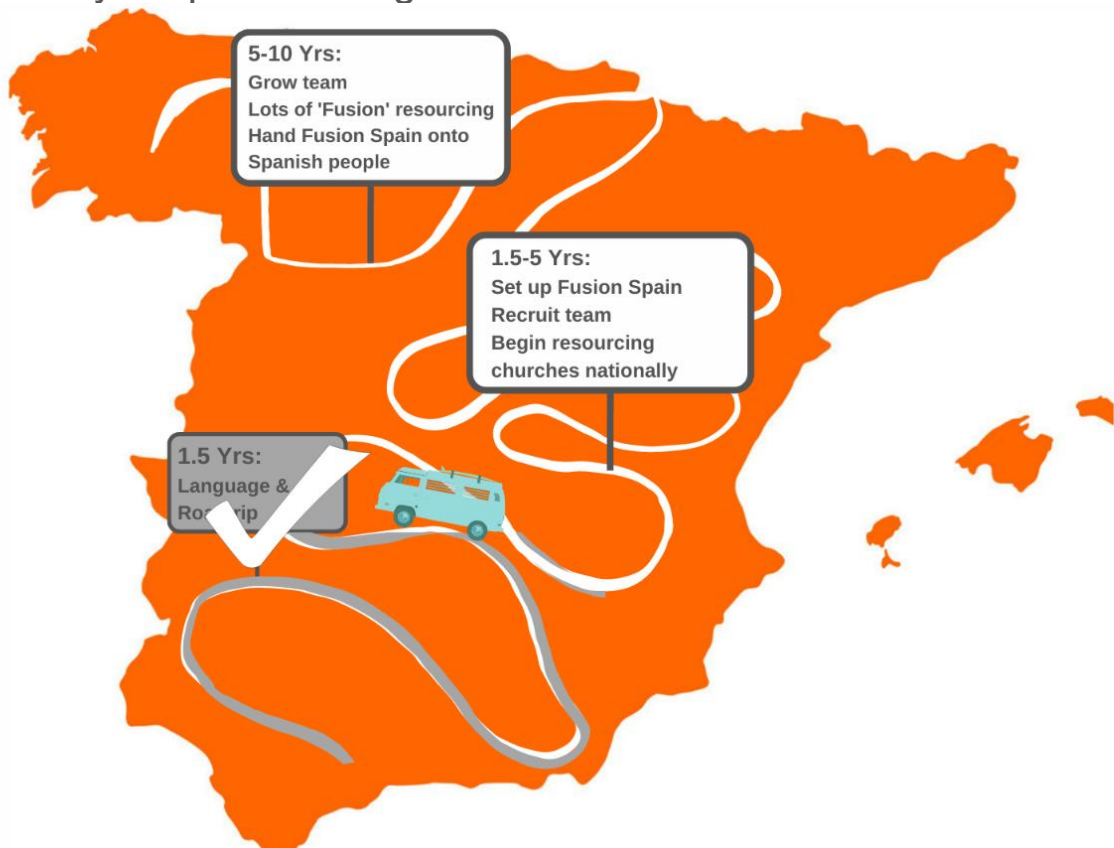 5-10 Yrs:
Grow team
Lots of 'Fusion' resourcing
Hand Fusion Spain onto
Spanish people
1.5-5 Yrs:
Set up Fusion Spain
Recruit team
Begin resourcing
churches nationally
1.5 Yrs:
Language &